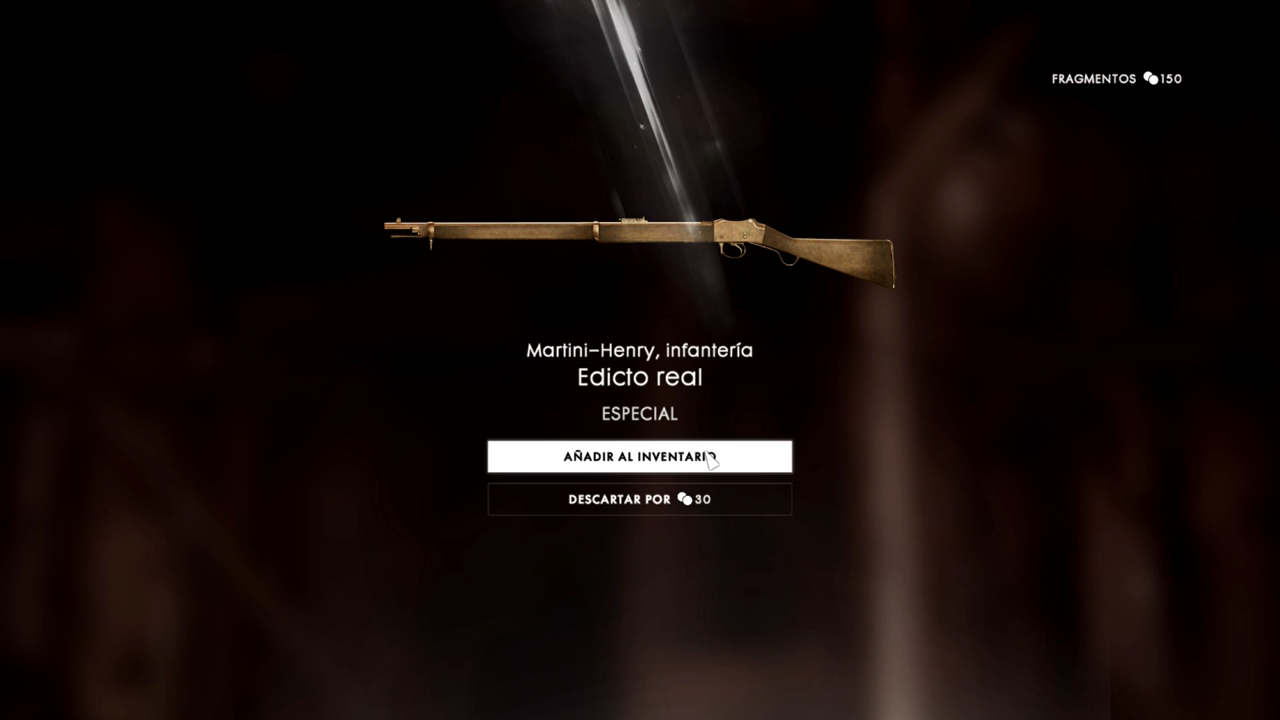 FRAGMENTOS 150
Martini-Henry, infantería
Edicto real
ESPECIAL
AÑADIR AL INVENTARIO
DESCARTAR POR 30